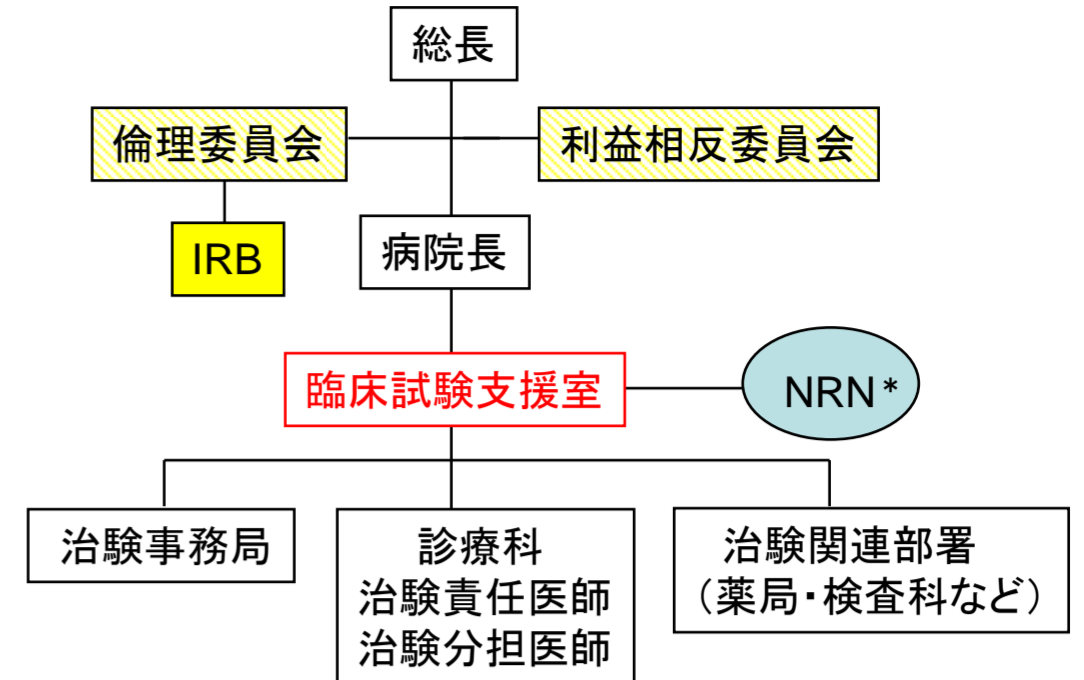 総長
倫理委員会
利益相反委員会
IRB
病院長
臨床試験支援室
NRN*
治験事務局
診療科
治験責任医師
治験分担医師
治験関連部署
（薬局・検査科など）